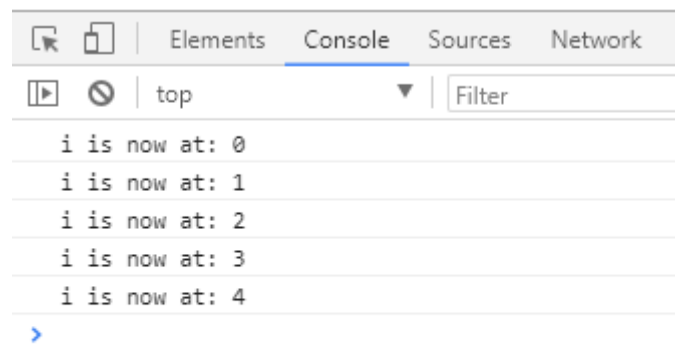 Elements Console Sources Network
top Filter
i is now at: 0
i is now at: 1
i is now at: 2
i is now at: 3
i is now at: 4